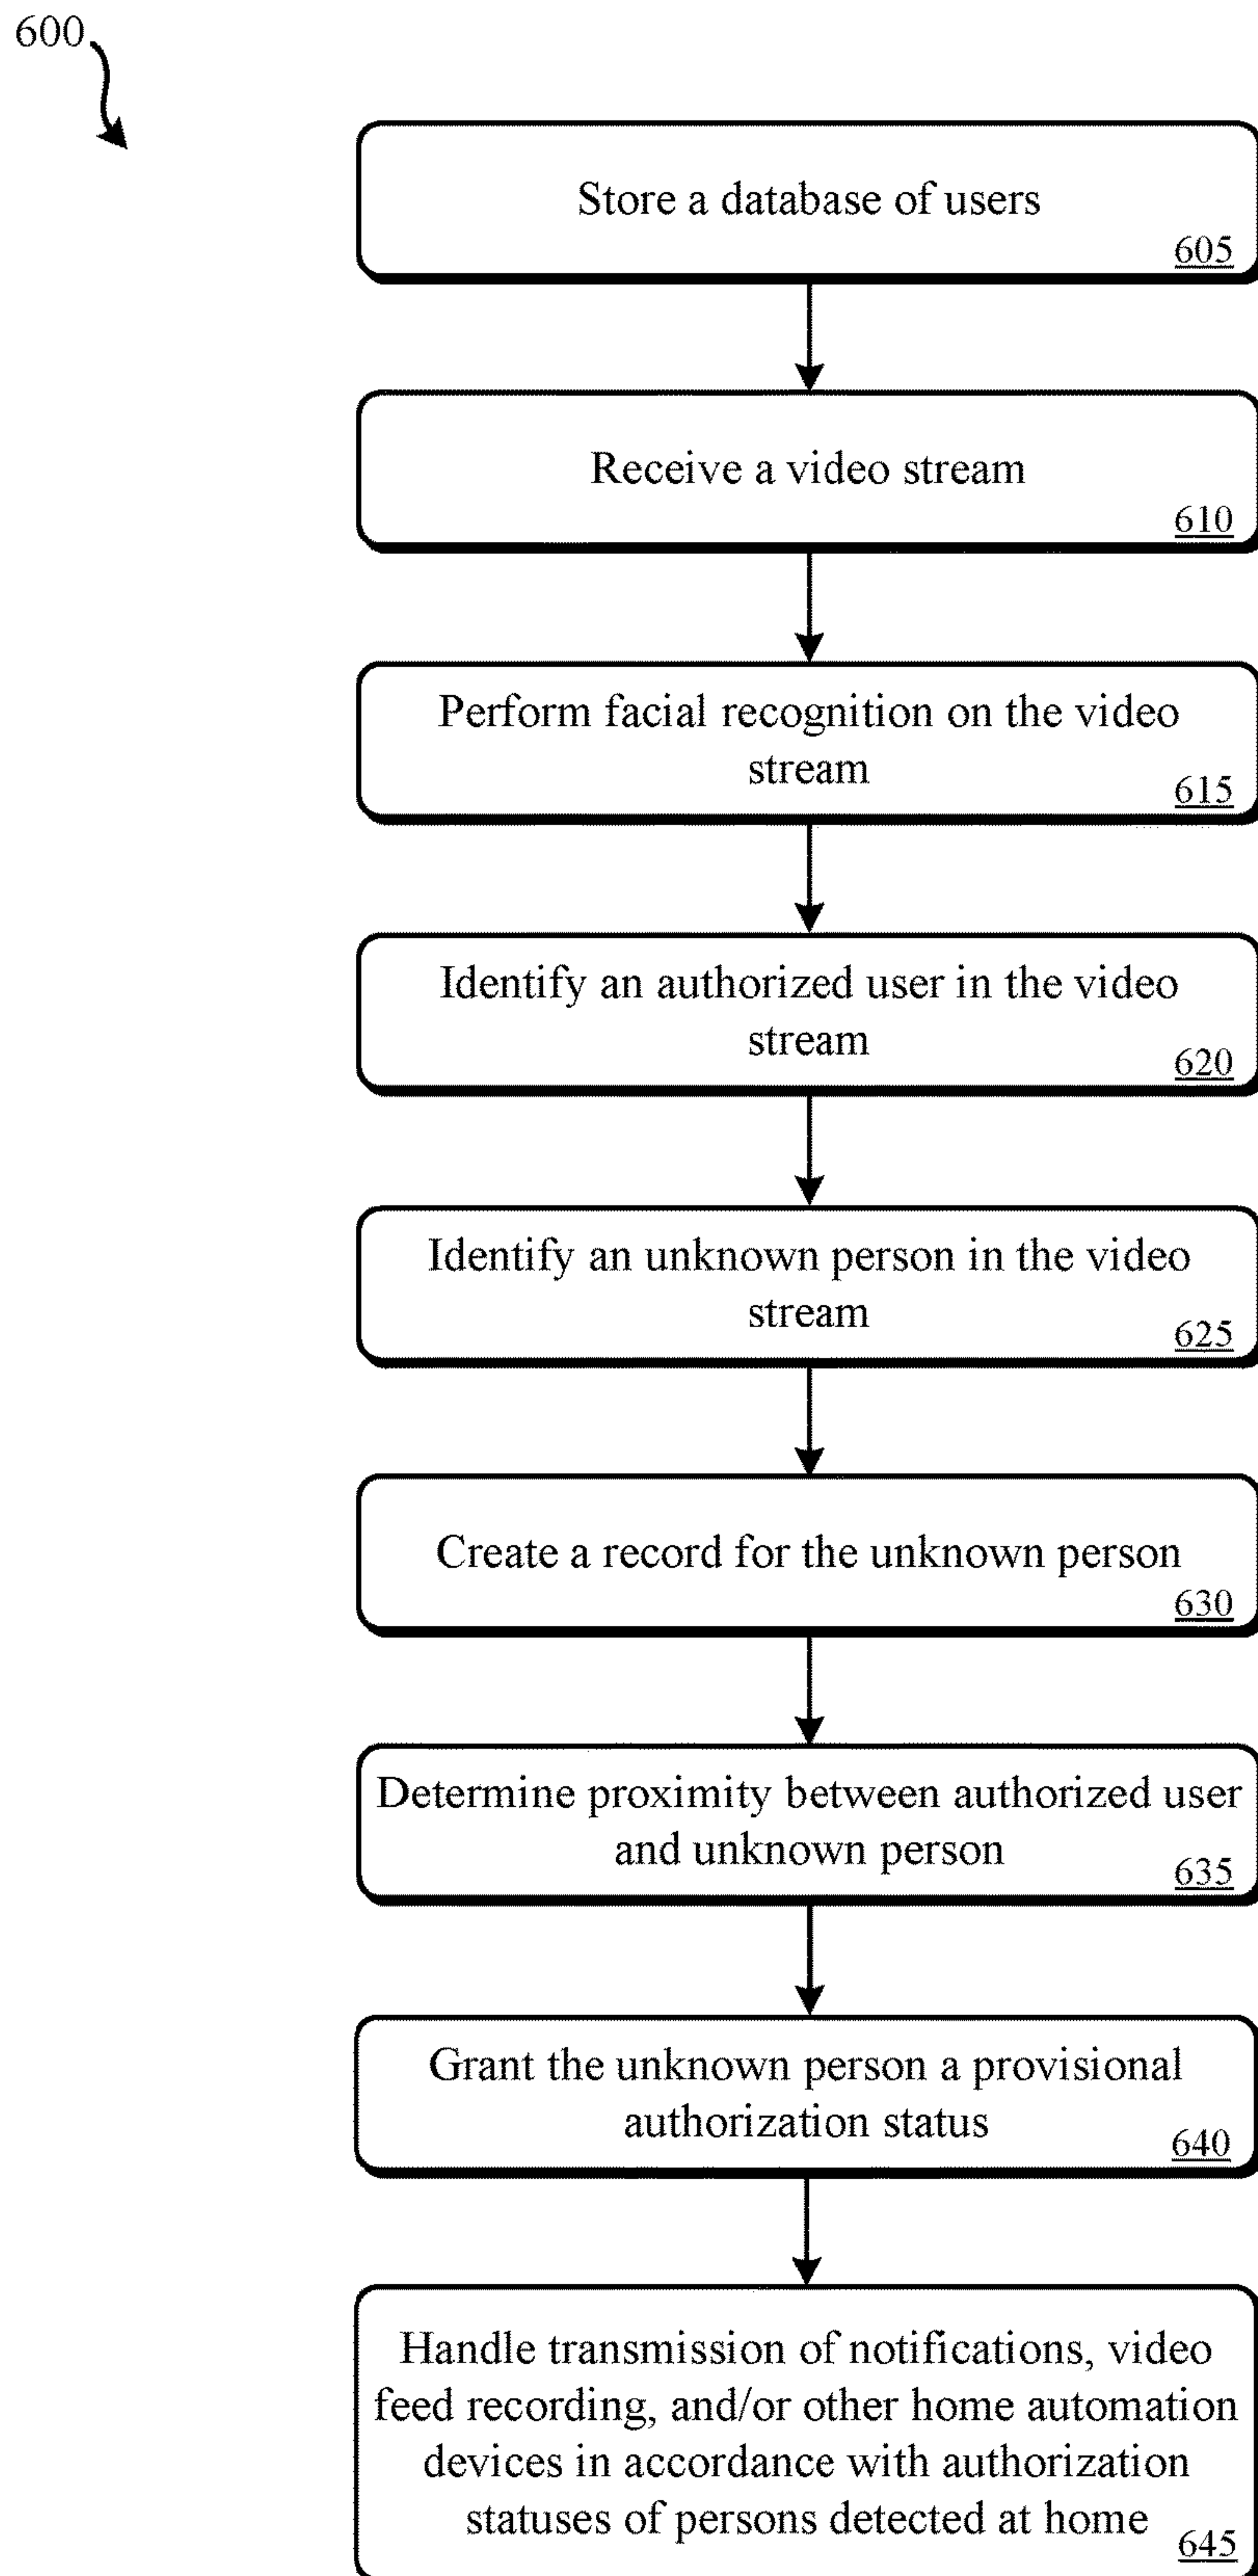 600
Store a database of users
605
Receive a video stream
610
Perform facial recognition on the video
stream
615
Identify an authorized user in the video
stream
620
Identify an unknown person in the video
stream
625
Create a record for the unknown person
630
Determine proximity between authorized user
and unknown person
635
Grant the unknown person a provisional
authorization status
640
Handle transmission of notifications, video
feed recording, and/or other home automation
devices in accordance with authorization
statuses of persons detected at home
645